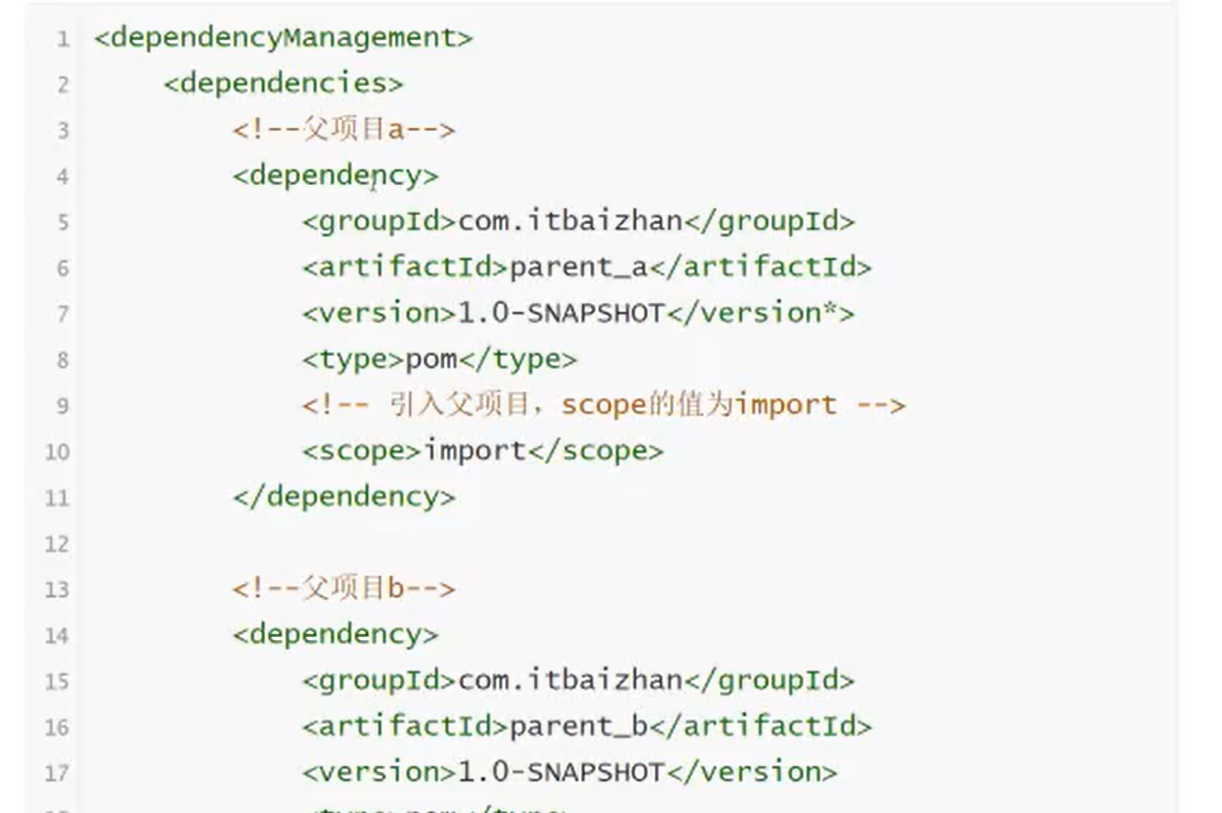 1 <dependencyManagement>
2 <dependencies>
3 <!--父项目a-->
4 <dependency>
5 <groupId>com.itbaizhan</groupId>
6 <artifactId>parent_a</artifactId>
7 <version>1.0-SNAPSHOT</version*>
8 <type>pom</type>
9 <!-- 引入父项目，scope的值为import -->
10 <scope>import</scope>
11 </dependency>
12
13 <!--父项目b-->
14 <dependency>
15 <groupId>com.itbaizhan</groupId>
16 <artifactId>parent_b</artifactId>
17 <version>1.0-SNAPSHOT</version>